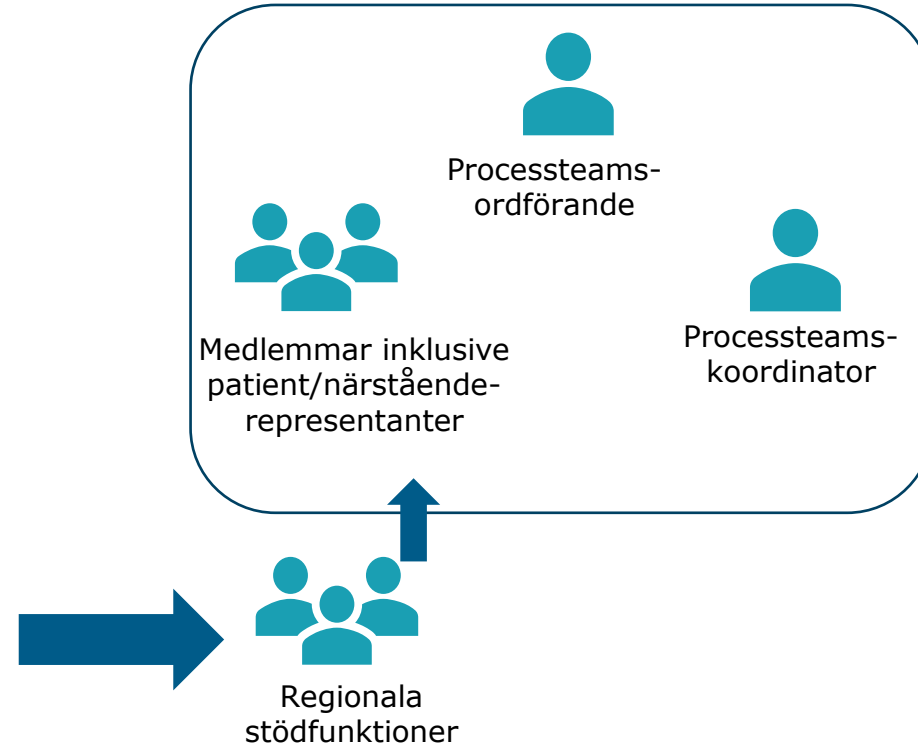 Processteams-
ordförande
Processteams-
koordinator
Medlemmar inklusive
patient/närstående-
representanter
Regionala
stödfunktioner